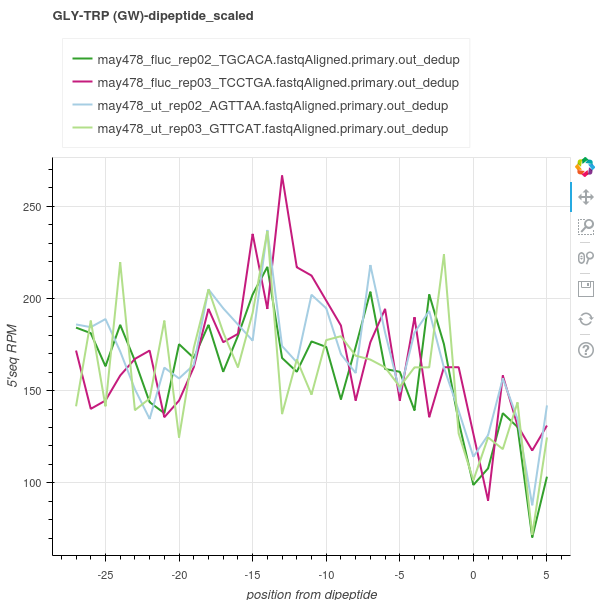 GLY-TRP (GW)-dipeptide_scaled
may478_fluc_rep02_TGCACA.fastqAligned.primary.out_dedup
may478_fluc_rep03_TCCTGA.fastqAligned.primary.out_dedup
may478_ut_rep02_AGTTAA.fastqAligned.primary.out_dedup
may478_ut_rep03_GTTCAT.fastqAligned.primary.out_dedup
250
200
150
100
5'seq RPM
-25 -20 -15 -10 -5 0 5
position from dipeptide